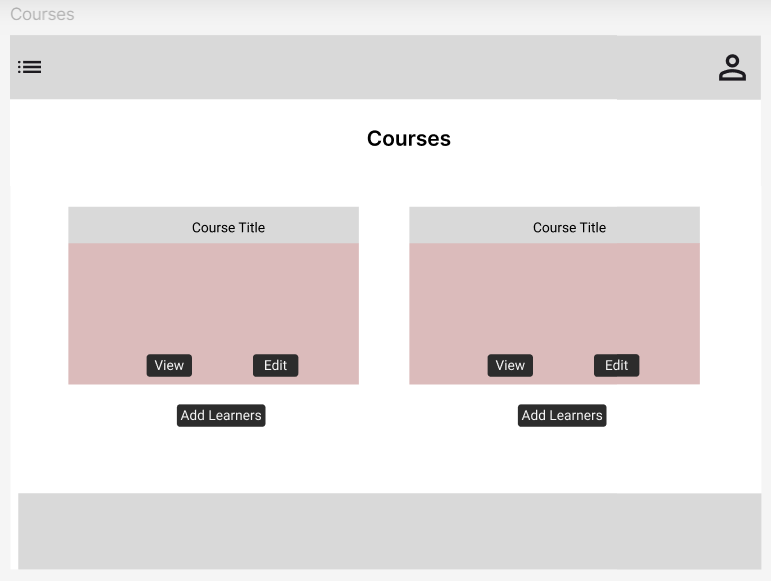 Courses
Courses
Course Title
Course Title
View
Edit
View
Edit
Add Learners
Add Learners